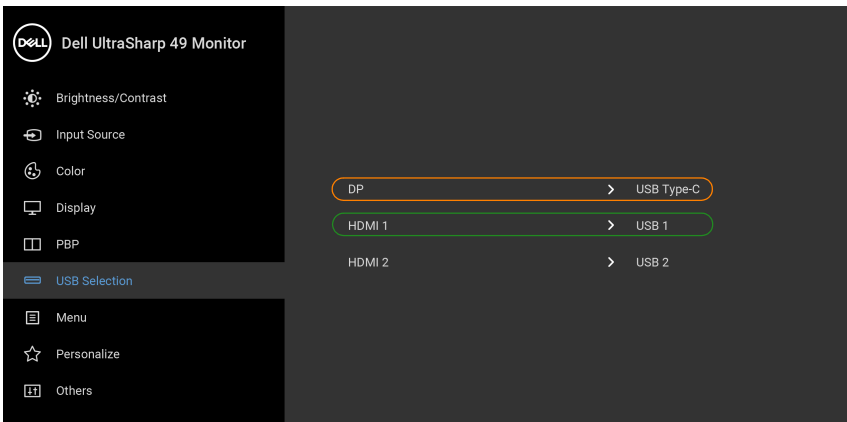 DELL Dell UltraSharp 49 Monitor
Brightness/Contrast
Input Source
Color
DP > USB Type-C
Display
HDMI 1 > USB 1
PBP
HDMI 2 > USB 2
USB Selection
Menu
Personalize
Others